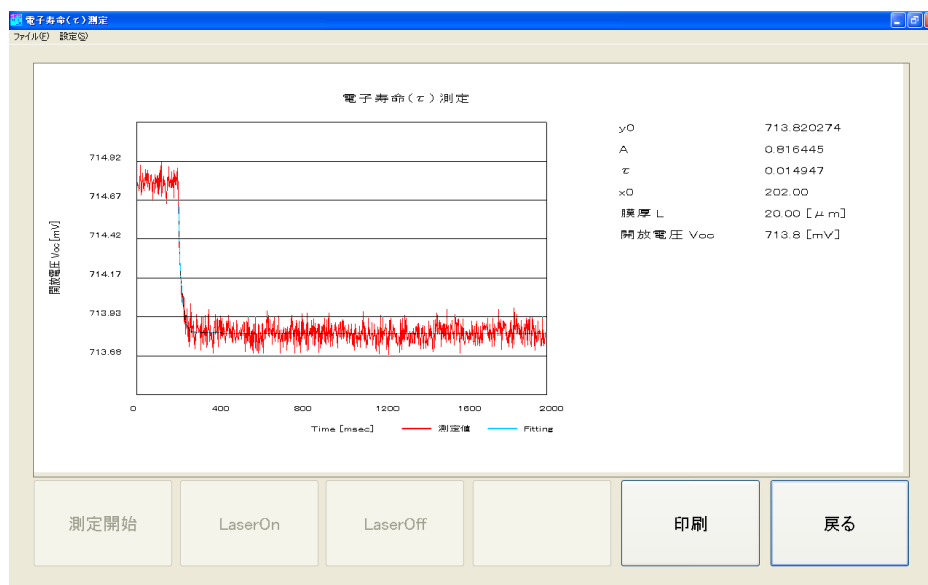 電子寿命(τ)測定
ファイル(F) 設定(S)
電子寿命(τ)測定
開放電圧 Voc[mV]
714.92
714.67
714.42
714.17
713.93
713.68
0 400 800 1200 1600 2000
Time [msec] 測定値 Fitting
y0 713.820274
A 0.816445
τ 0.014947
x0 202.00
膜厚 L 20.00 [μm]
開放電圧 Voc 713.8 [mV]
測定開始 LaserOn LaserOff 印刷 戻る